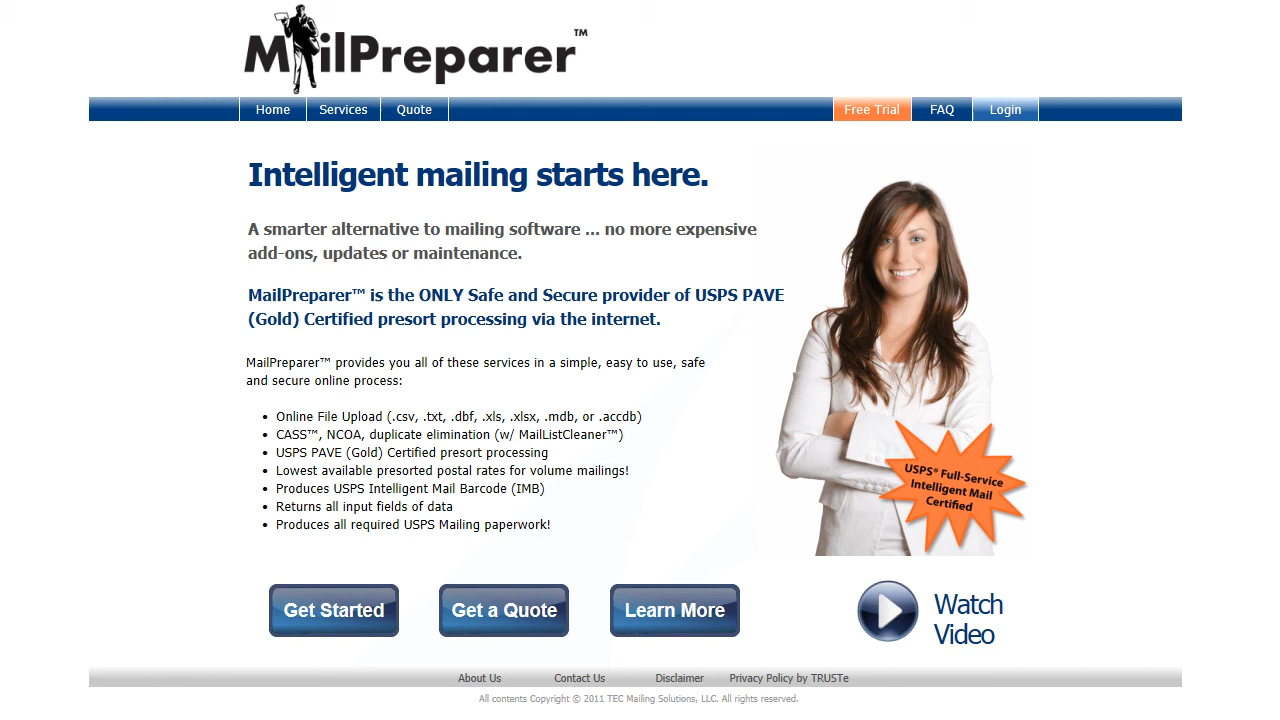 MailPreparer™
Home Services Quote Free Trial FAQ Login
Intelligent mailing starts here.
A smarter alternative to mailing software ... no more expensive
add-ons, updates or maintenance.
MailPreparer™ is the ONLY Safe and Secure provider of USPS PAVE
(Gold) Certified presort processing via the internet.
MailPreparer™ provides you all of these services in a simple, easy to use, safe
and secure online process:
• Online File Upload (.csv, .txt, .dbf, .xls, .xlsx, .mdb, or .accdb)
• CASS™, NCOA, duplicate elimination (w/ MailListCleaner™)
• USPS PAVE (Gold) Certified presort processing
• Lowest available presorted postal rates for volume mailings!
• Produces USPS Intelligent Mail Barcode (IMB)
• Returns all input fields of data
• Produces all required USPS Mailing paperwork!
USPS® Full-Service
Intelligent Mail
Certified
Get Started
Get a Quote
Learn More
Watch
Video
About Us Contact Us Disclaimer Privacy Policy by TRUSTe
All contents Copyright © 2011 TEC Mailing Solutions, LLC. All rights reserved.